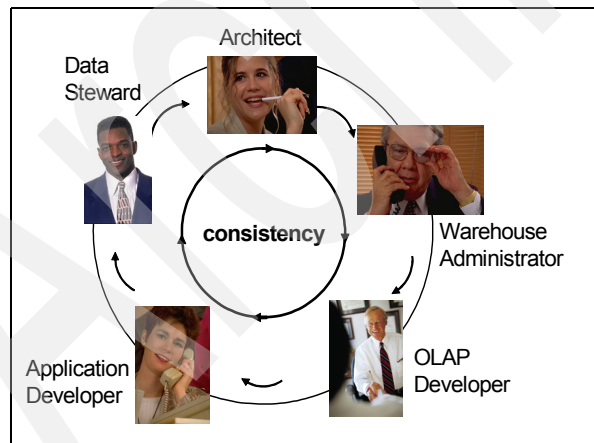 Architect
Data
Steward
consistency
Warehouse
Administrator
OLAP
Developer
Application
Developer